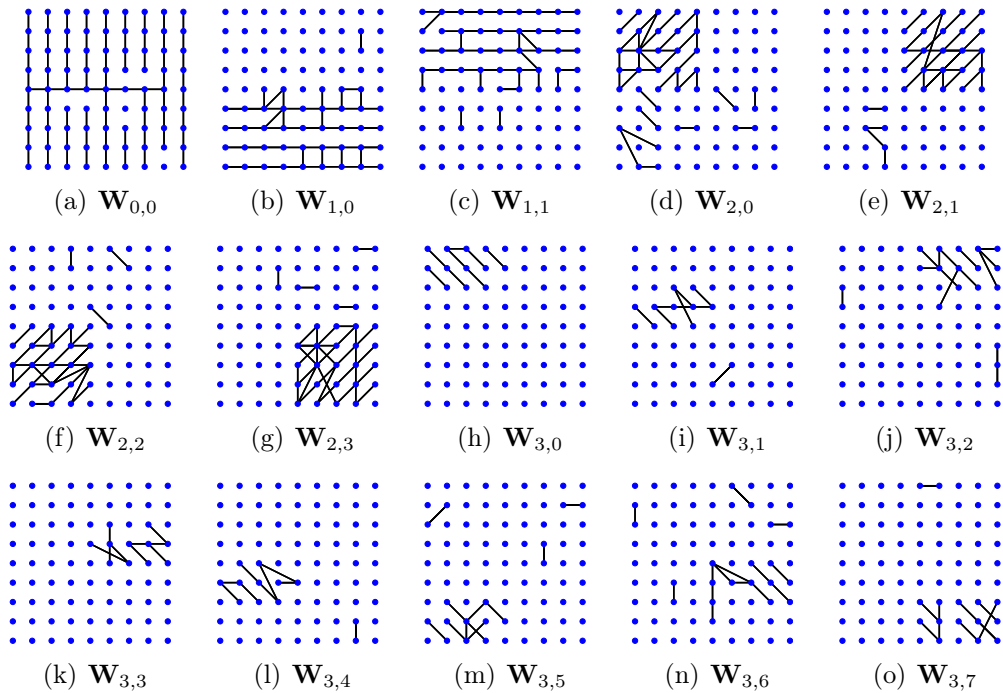 (a) W0,0 (b) W1,0 (c) W1,1 (d) W2,0 (e) W2,1
(f) W2,2 (g) W2,3 (h) W3,0 (i) W3,1 (j) W3,2
(k) W3,3 (l) W3,4 (m) W3,5 (n) W3,6 (o) W3,7